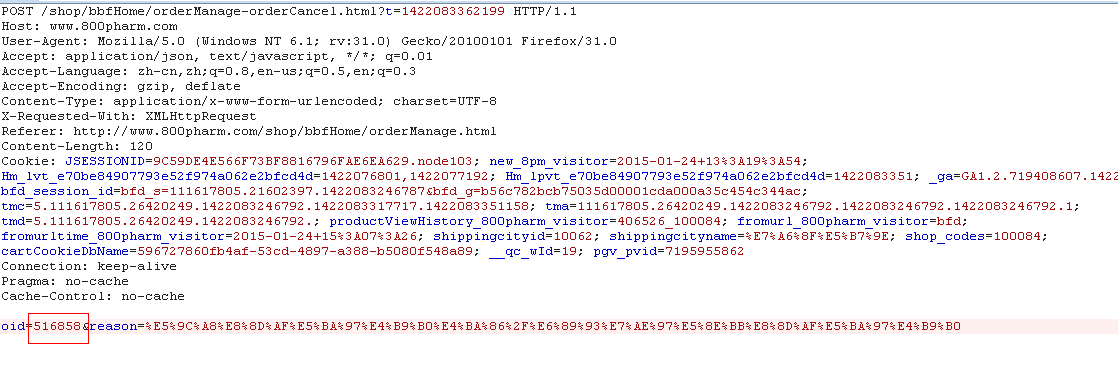 POST /shop/bbfHome/orderManage-orderCancel.html?t=1422083362199 HTTP/1.1
Host: www.800pharm.com
User-Agent: Mozilla/5.0 (Windows NT 6.1; rv:31.0) Gecko/20100101 Firefox/31.0
Accept: application/json, text/javascript, */*; q=0.01
Accept-Language: zh-cn,zh;q=0.8,en-us;q=0.5,en;q=0.3
Accept-Encoding: gzip, deflate
Content-Type: application/x-www-form-urlencoded; charset=UTF-8
X-Requested-With: XMLHttpRequest
Referer: http://www.800pharm.com/shop/bbfHome/orderManage.html
Content-Length: 120
Cookie: JSESSIONID=9C59DE4E566F73BF8816796FAE6EA629.node103; new_8pm_visitor=2015-01-24+13%3A19%3A54;
Hm_lvt_e70be84907793e52f974a062e2bfcd4d=1422076801,1422077192; Hm_lpvt_e70be84907793e52f974a062e2bfcd4d=1422083351; _ga=GA1.2.719408607.1422
bfd_session_id=bfd_s=111617805.21602397.1422083246787&bfd_g=b56c782bcb75035d00001cda000a35c454c344ac;
tmc=5.111617805.26420249.1422083246792.1422083317717.1422083351158; tma=111617805.26420249.1422083246792.1422083246792.1422083246792.1;
tmd=5.111617805.26420249.1422083246792.; productViewHistory_800pharm_visitor=406526_100084; fromurl_800pharm_visitor=bfd;
fromurltime_800pharm_visitor=2015-01-24+15%3A07%3A26; shippingcityid=10062; shippingcityname=%E7%A6%8F%E5%B7%9E; shop_codes=100084;
cartCookieDbName=596727860fb4af-53cd-4897-a388-b5080f548a89; __qc_wId=19; pgv_pvid=7195955862
Connection: keep-alive
Pragma: no-cache
Cache-Control: no-cache
oid=516858&reason=%E5%9C%A8%E8%8D%AF%E5%BA%97%E4%B9%B0%E4%BA%86%2F%E6%89%93%E7%AE%97%E5%8E%BB%E8%8D%AF%E5%BA%97%E4%B9%B0